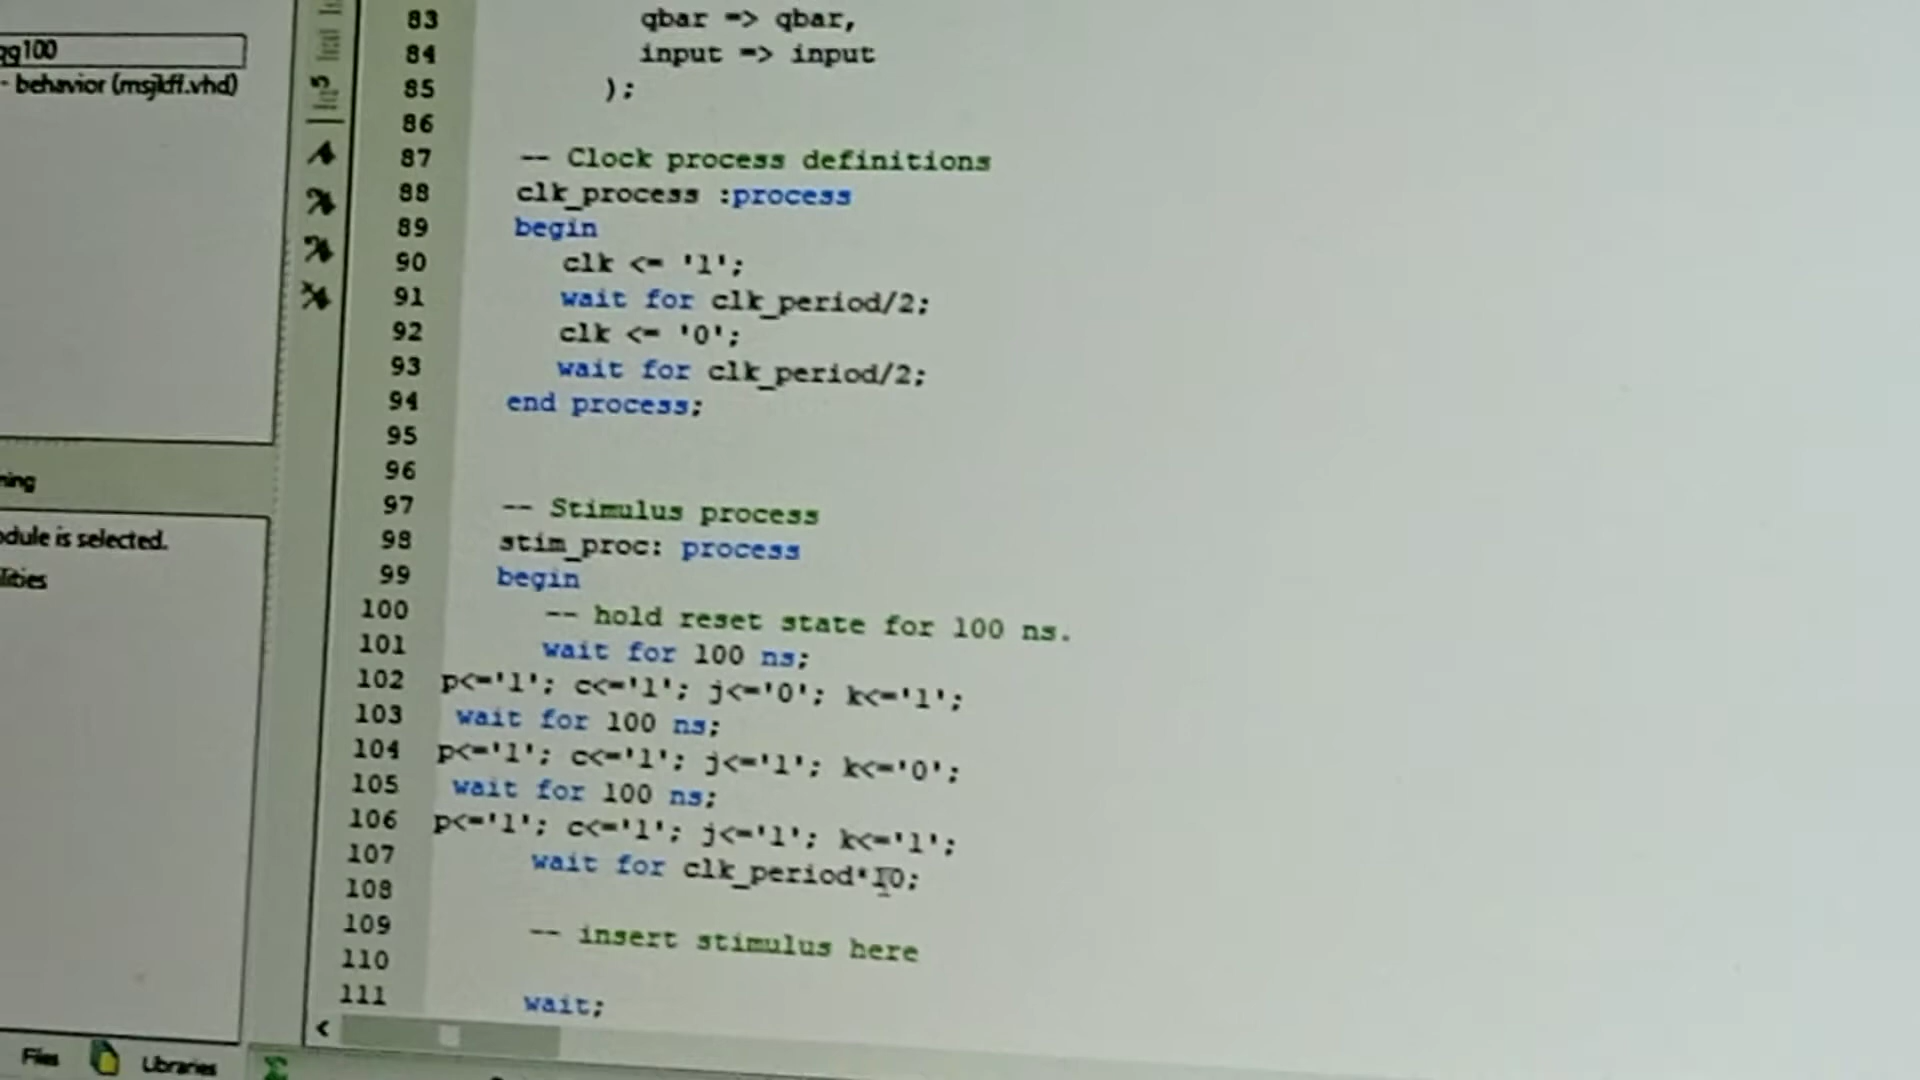 83 qbar => qbar,
84 input => input
85 );
86
87 -- Clock process definitions
88 clk_process :process
89 begin
90 clk <= '1';
91 wait for clk_period/2;
92 clk <= '0';
93 wait for clk_period/2;
94 end process;
95
96
97 -- Stimulus process
98 stim_proc: process
99 begin
100 -- hold reset state for 100 ns.
101 wait for 100 ns;
102 p<='1'; c<='1'; j<='0'; k<='1';
103 wait for 100 ns;
104 p<='1'; c<='1'; j<='1'; k<='0';
105 wait for 100 ns;
106 p<='1'; c<='1'; j<='1'; k<='1';
107 wait for clk_period*10;
108
109 -- insert stimulus here
110
111 wait;
gg100
- behavior (msjkff.vhd)
ning
odule is selected.
lities
Files
Libraries